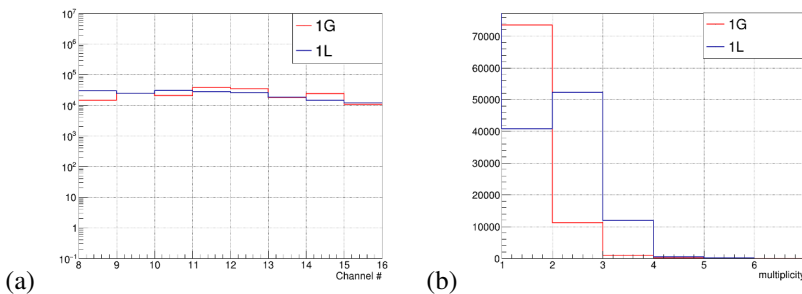 10^7
10^6
10^5
10^4
10^3
10^2
10
1
10^-1
8 9 10 11 12 13 14 15 16
Channel #
1G
1L
(a)
70000
60000
50000
40000
30000
20000
10000
0
1 2 3 4 5 6 7
multiplicity
1G
1L
(b)